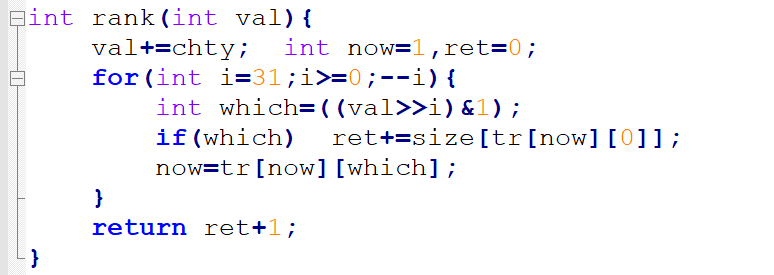 int rank(int val){
    val+=chty;  int now=1,ret=0;
    for(int i=31;i>=0;--i){
        int which=((val>>i)&1);
        if(which)  ret+=size[tr[now][0]];
        now=tr[now][which];
    }
    return ret+1;
}